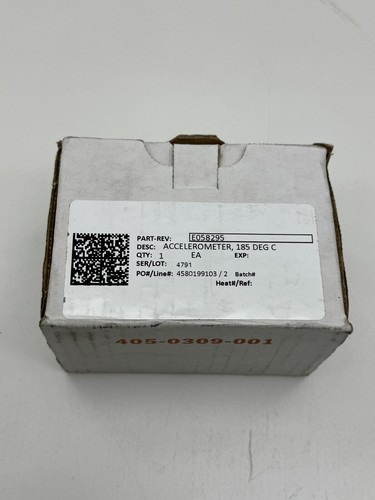 PART-REV: E058295
DESC: ACCELEROMETER, 185 DEG C
QTY: 1 EA EXP:
SER/LOT: 4791
PO#/Line#: 4580199103 / 2 Batch#
Heat#/Ref:
405-0309-001